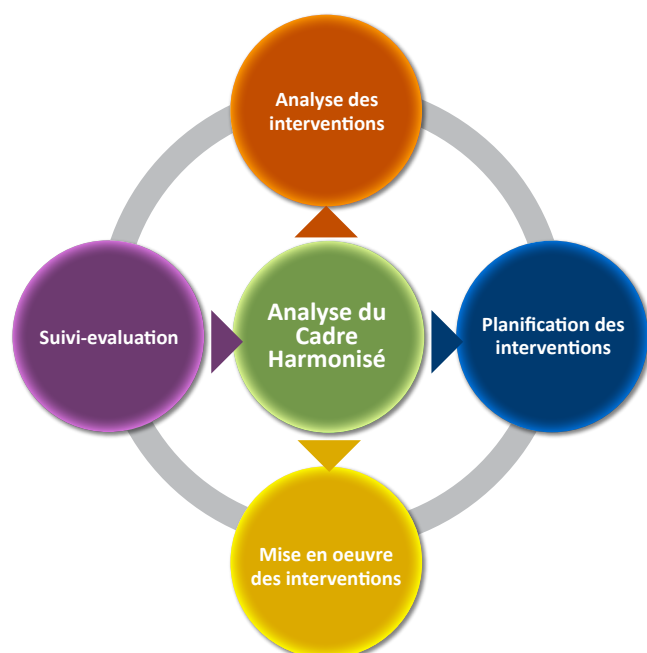 Analyse des
interventions
Suivi-evaluation
Analyse du
Cadre
Harmonisé
Planification des
interventions
Mise en oeuvre
des interventions